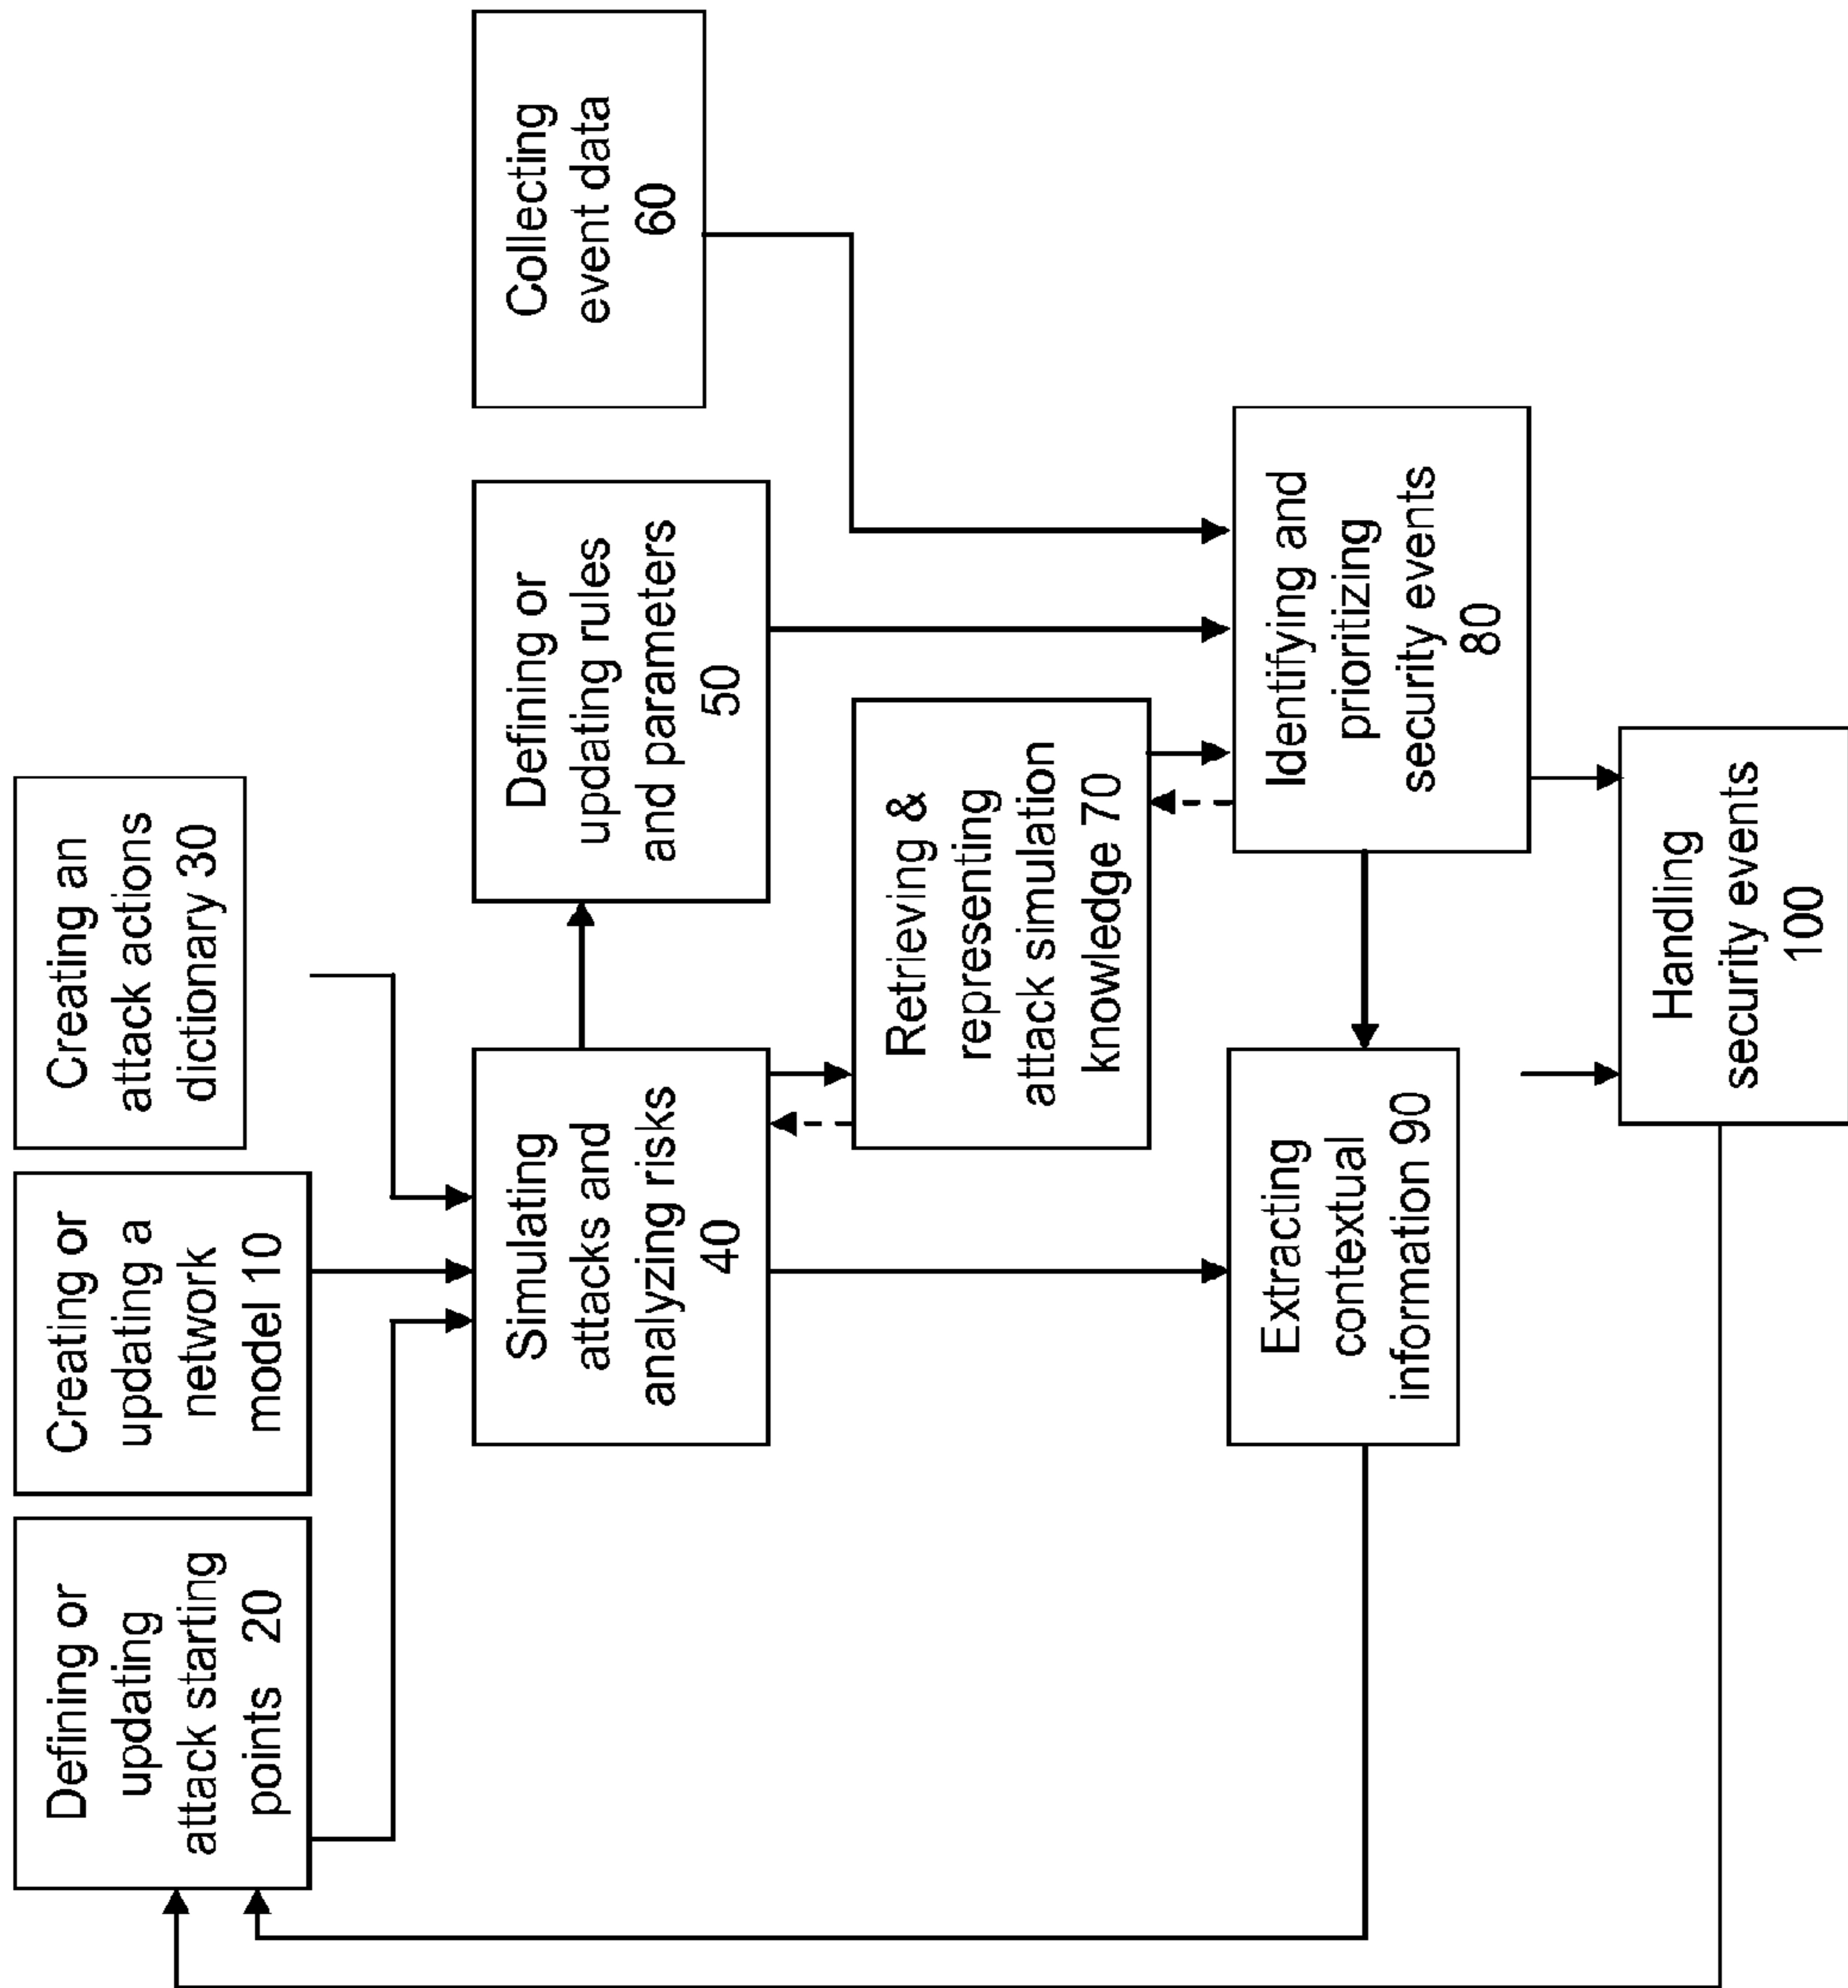 Defining or
updating
attack starting
points 20
Creating or
updating a
network
model 10
Creating an
attack actions
dictionary 30
Simulating
attacks and
analyzing risks
40
Defining or
updating rules
and parameters
50
Collecting
event data
60
Retrieving &
representing
attack simulation
knowledge 70
Extracting
contextual
information 90
Identifying and
prioritizing
security events
80
Handling
security events
100